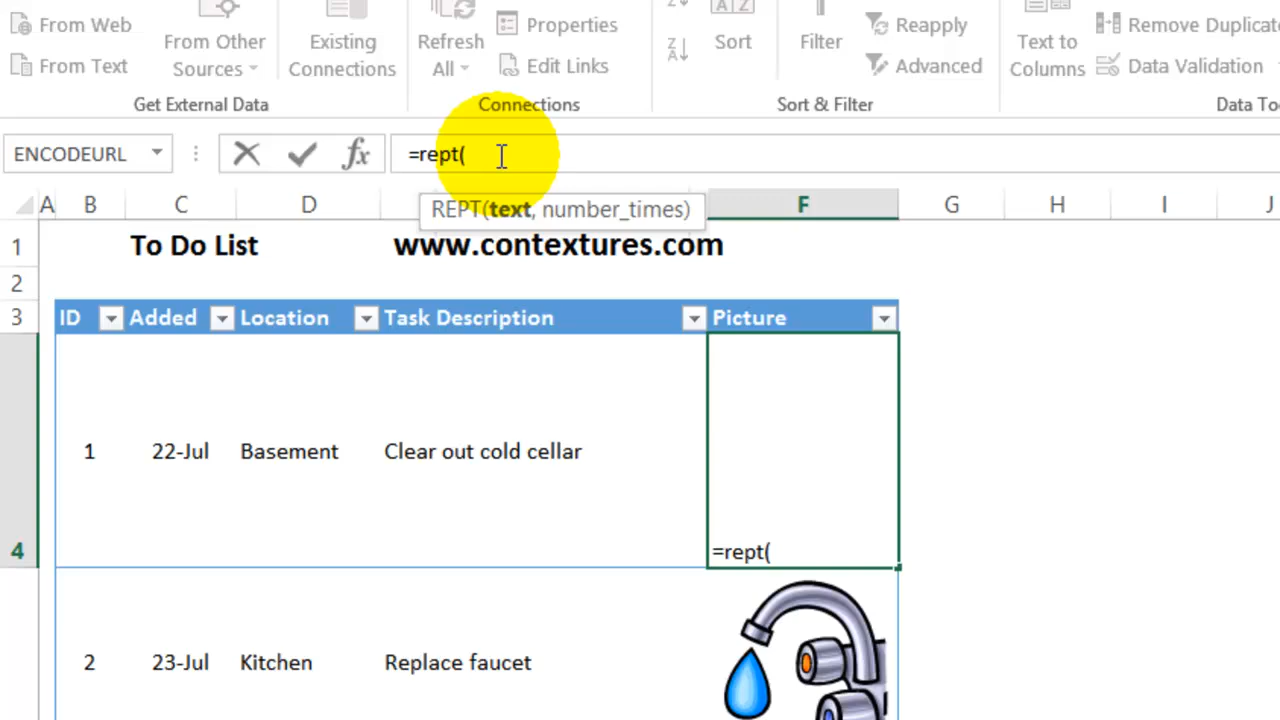 From Web
From Text
From Other
Sources
Get External Data
Existing
Connections
Refresh
All
Properties
Edit Links
Connections
Sort
Filter
Reapply
Advanced
Sort & Filter
Text to
Columns
Remove Duplicat
Data Validation
Data Too
ENCODEURL fx =rept(
REPT(text, number_times)
A B C D F G H I J
1 To Do List www.contextures.com
2
3 ID Added Location Task Description Picture
1 22-Jul Basement Clear out cold cellar
4 =rept(
2 23-Jul Kitchen Replace faucet